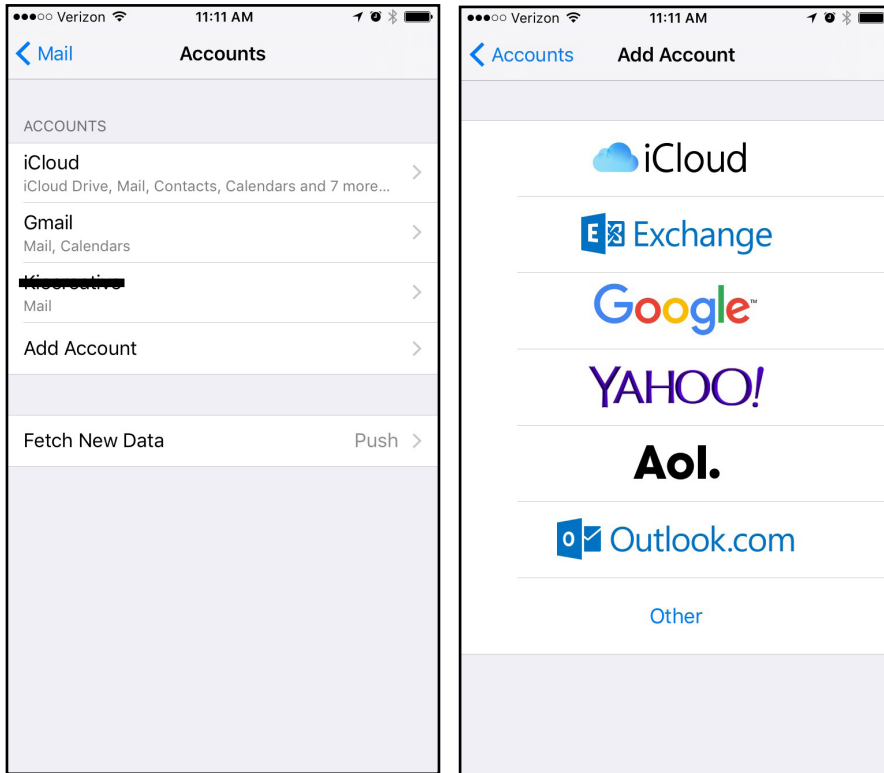 Verizon 11:11 AM
Mail Accounts
ACCOUNTS
iCloud
iCloud Drive, Mail, Contacts, Calendars and 7 more...
Gmail
Mail, Calendars
Mail
Add Account
Fetch New Data Push
Verizon 11:11 AM
Accounts Add Account
iCloud
E Exchange
Google™
YAHOO!
Aol.
o Outlook.com
Other